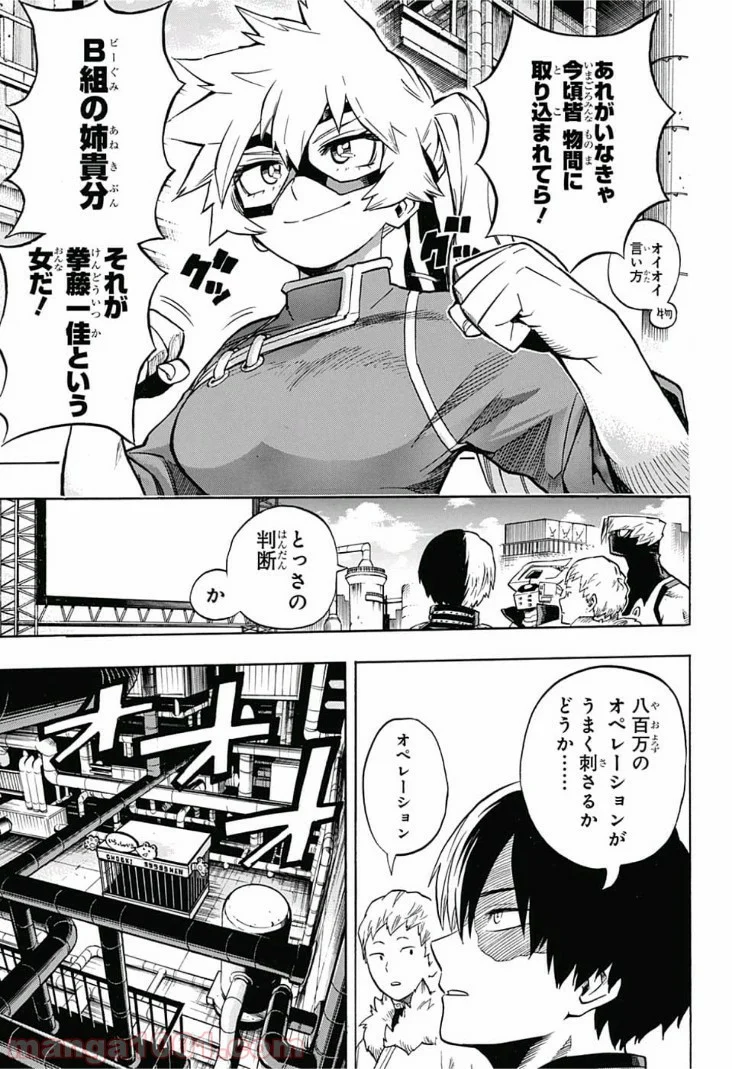 あれがいなきゃ
今頃皆物間に
取り込まれてら！
オイオイ
言い方
物
グッ
グッ
B組の姉貴分
それが
拳藤一佳という
女だ！
とっさの
判断
か
八百万の
オペレーションが
うまく刺さるか
どうか……
オペレーション
オオオ
mang